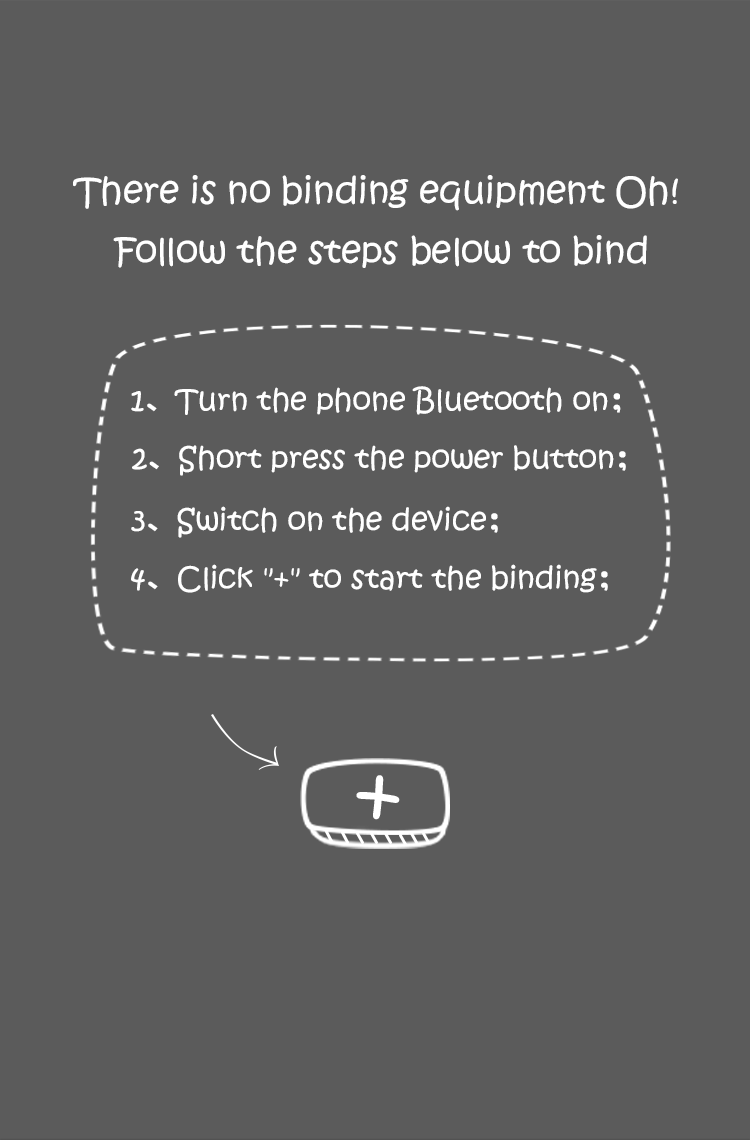 There is no binding equipment Oh!
Follow the steps below to bind
1、Turn the phone Bluetooth on;
2、Short press the power button;
3、Switch on the device;
4、Click "+" to start the binding;
+